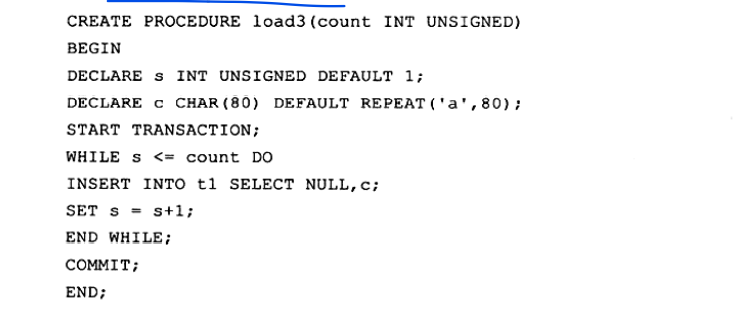 CREATE PROCEDURE load3(count INT UNSIGNED)
BEGIN
DECLARE s INT UNSIGNED DEFAULT 1;
DECLARE c CHAR(80) DEFAULT REPEAT('a',80);
START TRANSACTION;
WHILE s <= count DO
INSERT INTO t1 SELECT NULL,c;
SET s = s+1;
END WHILE;
COMMIT;
END;